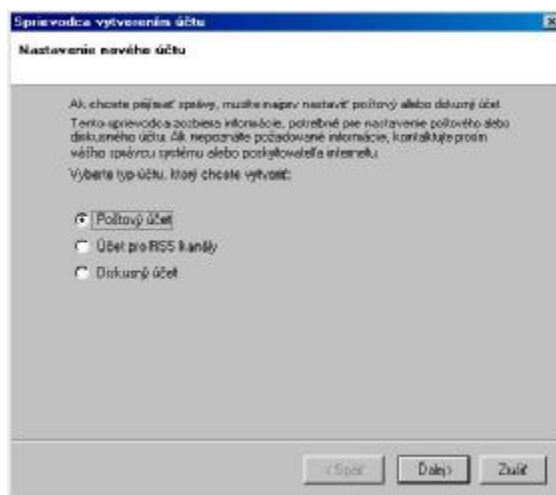 Sprievodca vytvorením účtu
Nastavenie nového účtu
Ak chcete prijímať správy, musíte najprv nastaviť poštový alebo diskusný účet
Tento sprievodca zozbiera informácie, potrebné pre nastavenie poštového alebo
diskusného účtu. Ak nepoznáte požadované informácie, kontaktujte prosím
vášho správcu systému alebo poskytovateľa internetu.
Vyberte typ účtu, ktorý chcete vytvoriť:
Poštový účet
Účet pro RSS kanály
Diskusný účet
< Späť
Ďalej >
Zrušiť